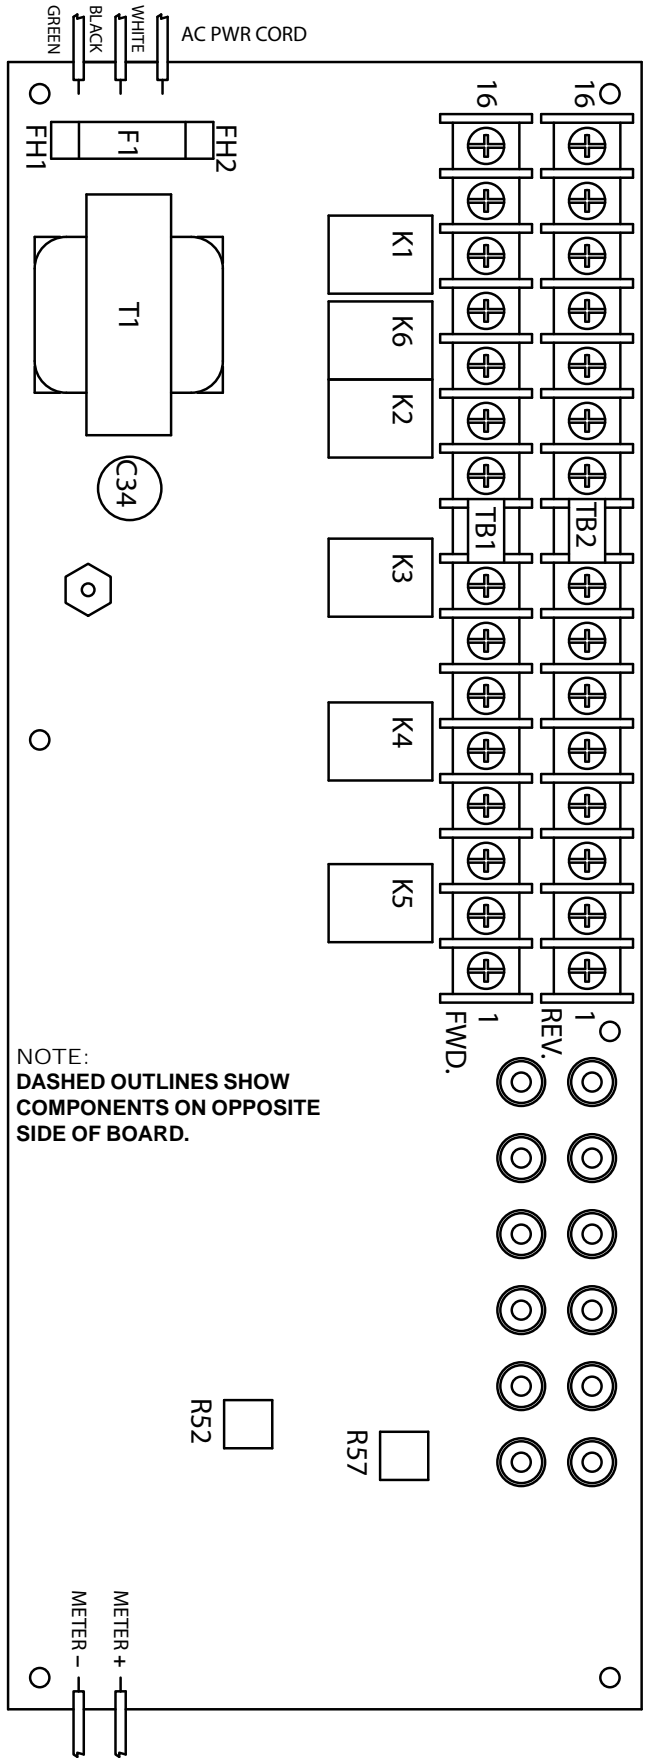 AC PWR CORD
WHITE
BLACK
GREEN
16
16
FH1
F1
FH2
K1
T1
K6
K2
C34
TB1
TB2
K3
K4
K5
1
FWD.
1
REV.
NOTE:
DASHED OUTLINES SHOW
COMPONENTS ON OPPOSITE
SIDE OF BOARD.
R52
R57
METER –
METER +